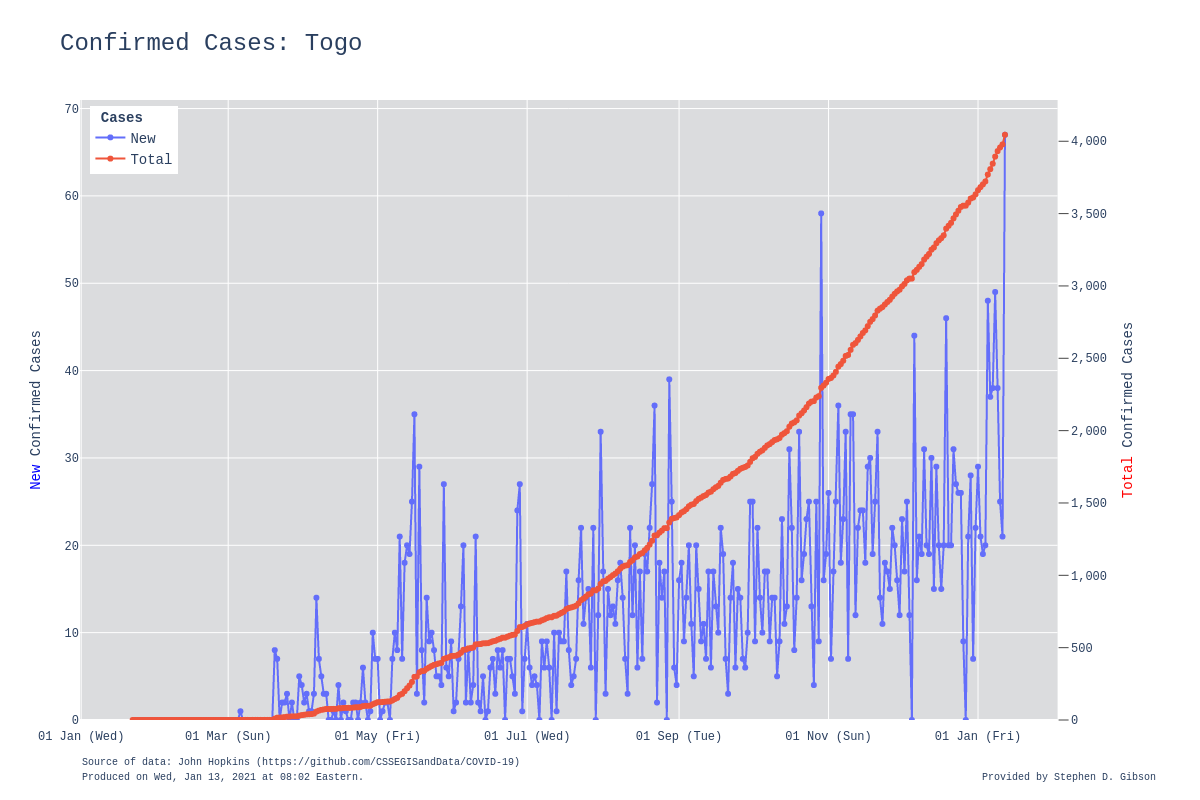 Confirmed Cases: Togo
Cases
New
Total
70
60
50
40
30
20
10
0
4,000
3,500
3,000
2,500
2,000
1,500
1,000
500
0
New Confirmed Cases
Total Confirmed Cases
01 Jan (Wed)
01 Mar (Sun)
01 May (Fri)
01 Jul (Wed)
01 Sep (Tue)
01 Nov (Sun)
01 Jan (Fri)
Source of data: John Hopkins (https://github.com/CSSEGISandData/COVID-19)
Produced on Wed, Jan 13, 2021 at 08:02 Eastern.
Provided by Stephen D. Gibson